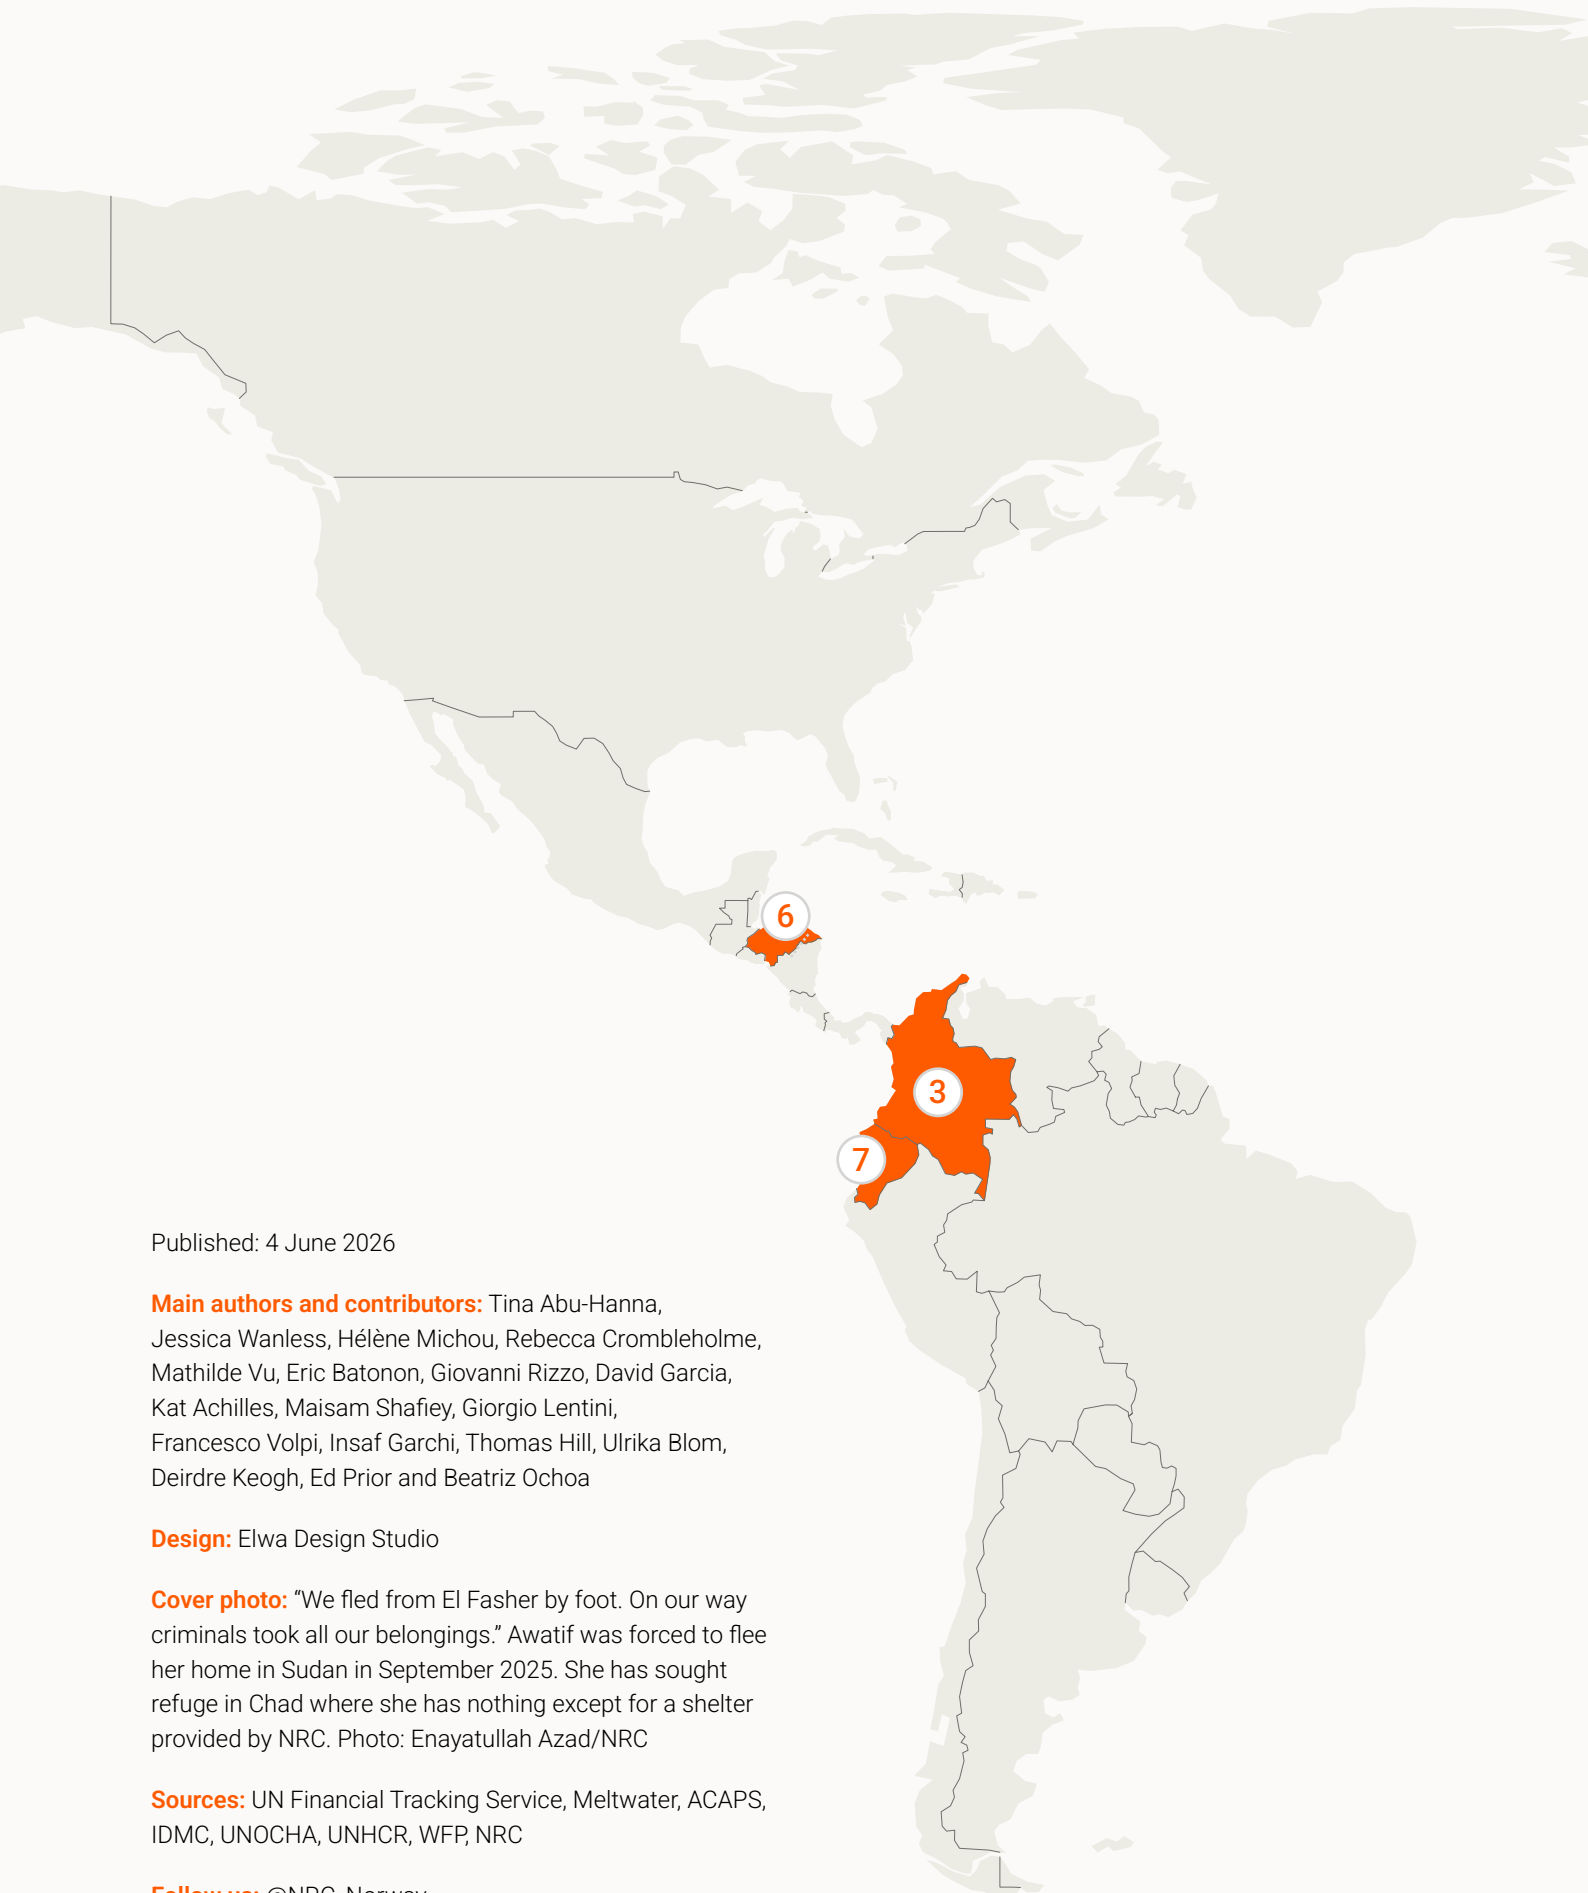 6
3
7
Published: 4 June 2026
Main authors and contributors: Tina Abu-Hanna,
Jessica Wanless, Hélène Michou, Rebecca Crombleholme,
Mathilde Vu, Eric Batonon, Giovanni Rizzo, David Garcia,
Kat Achilles, Maisam Shafiey, Giorgio Lentini,
Francesco Volpi, Insaf Garchi, Thomas Hill, Ulrika Blom,
Deirdre Keogh, Ed Prior and Beatriz Ochoa
Design: Elwa Design Studio
Cover photo: “We fled from El Fasher by foot. On our way
criminals took all our belongings.” Awatif was forced to flee
her home in Sudan in September 2025. She has sought
refuge in Chad where she has nothing except for a shelter
provided by NRC. Photo: Enayatullah Azad/NRC
Sources: UN Financial Tracking Service, Meltwater, ACAPS,
IDMC, UNOCHA, UNHCR, WFP, NRC
Follow us: @NRC_Norway